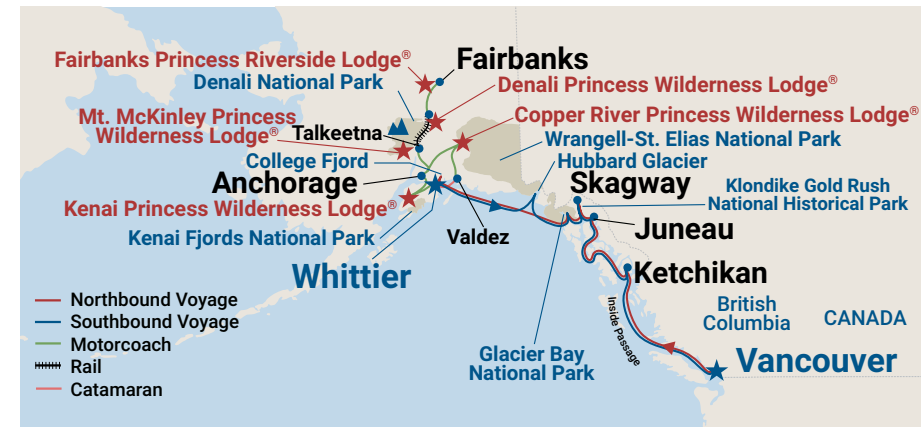 Fairbanks Princess Riverside Lodge®
Fairbanks
Denali National Park
Denali Princess Wilderness Lodge®
Mt. McKinley Princess
Wilderness Lodge®
Copper River Princess Wilderness Lodge®
Talkeetna
Wrangell-St. Elias National Park
College Fjord
Hubbard Glacier
Anchorage
Skagway
Klondike Gold Rush
National Historical Park
Kenai Princess Wilderness Lodge®
Juneau
Kenai Fjords National Park
Valdez
Whittier
Ketchikan
Northbound Voyage
Southbound Voyage
Motorcoach
Rail
Catamaran
Inside Passage
British
Columbia
CANADA
Glacier Bay
National Park
Vancouver